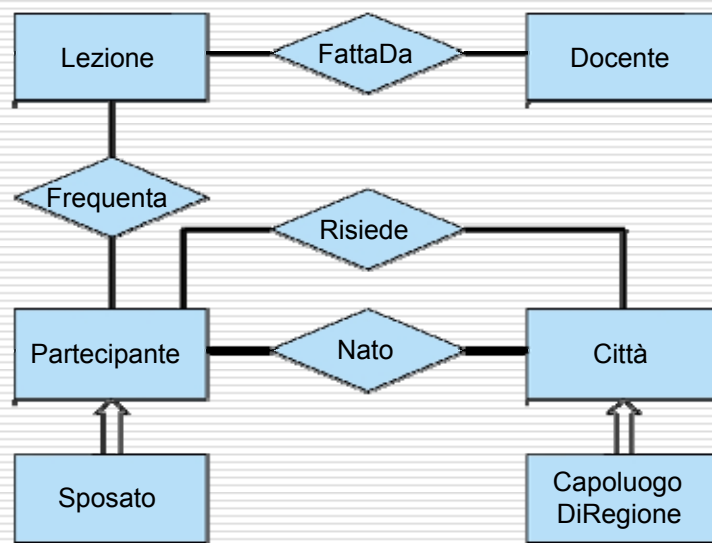 Lezione
FattaDa
Docente
Frequenta
Risiede
Partecipante
Nato
Città
Sposato
Capoluogo
DiRegione